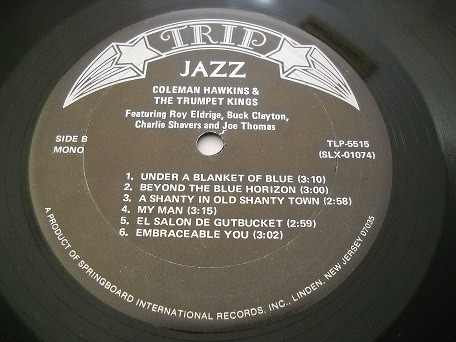 TRIP
JAZZ
COLEMAN HAWKINS &
THE TRUMPET KINGS
Featuring Roy Eldrige, Buck Clayton,
Charlie Shavers and Joe Thomas
SIDE B
MONO
TLP-5515
(SLX-01074)
1. UNDER A BLANKET OF BLUE (3:10)
2. BEYOND THE BLUE HORIZON (3:00)
3. A SHANTY IN OLD SHANTY TOWN (2:58)
4. MY MAN (3:15)
5. EL SALON DE GUTBUCKET (2:59)
6. EMBRACEABLE YOU (3:02)
A PRODUCT OF SPRINGBOARD INTERNATIONAL RECORDS, INC., LINDEN, NEW JERSEY 07035